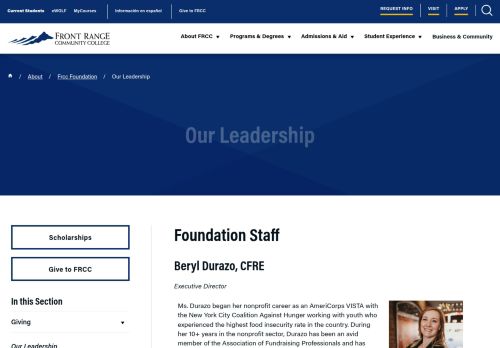 Current Students eWOLF MyCourses Información en español Give to FRCC REQUEST INFO VISIT APPLY
FRONT RANGE
COMMUNITY COLLEGE
About FRCC Programs & Degrees Admissions & Aid Student Experience Business & Community
/ About / Frcc Foundation / Our Leadership
Our Leadership
Scholarships
Give to FRCC
In this Section
Giving
Our Leadership
Foundation Staff
Beryl Durazo, CFRE
Executive Director
Ms. Durazo began her nonprofit career as an AmeriCorps VISTA with
the New York City Coalition Against Hunger working with youth who
experienced the highest food insecurity rate in the country. During
her 10+ years in the nonprofit sector, Durazo has been an avid
member of the Association of Fundraising Professionals and has